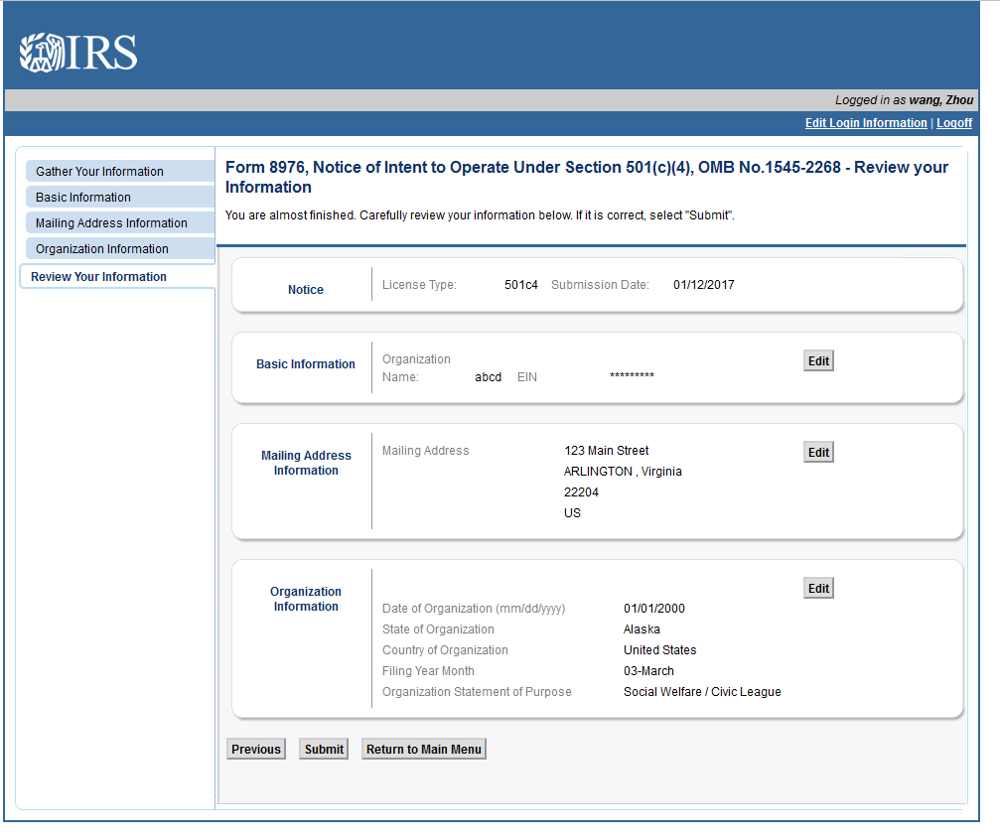 IRS
Logged in as wang, Zhou
Edit Login Information | Logoff
Gather Your Information
Basic Information
Mailing Address Information
Organization Information
Review Your Information
Form 8976, Notice of Intent to Operate Under Section 501(c)(4), OMB No.1545-2268 - Review your
Information
You are almost finished. Carefully review your information below. If it is correct, select "Submit".
Notice
License Type: 501c4 Submission Date: 01/12/2017
Basic Information
Organization
Name: abcd EIN *********
Edit
Mailing Address
Information
Mailing Address 123 Main Street
ARLINGTON , Virginia
22204
US
Edit
Organization
Information
Edit
Date of Organization (mm/dd/yyyy) 01/01/2000
State of Organization Alaska
Country of Organization United States
Filing Year Month 03-March
Organization Statement of Purpose Social Welfare / Civic League
Previous Submit Return to Main Menu